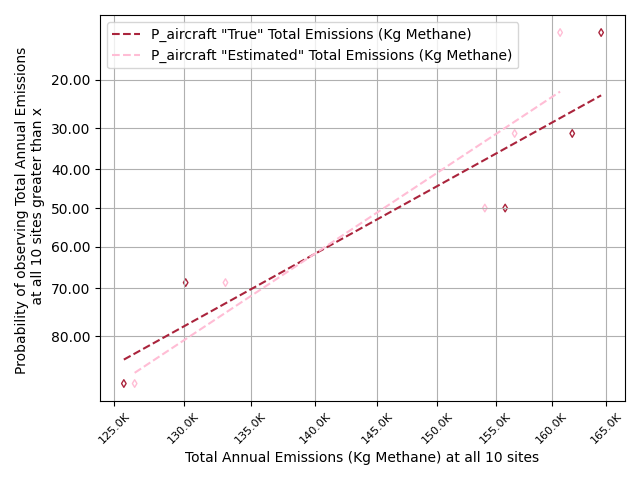 P_aircraft "True" Total Emissions (Kg Methane)
P_aircraft "Estimated" Total Emissions (Kg Methane)
Probability of observing Total Annual Emissions
at all 10 sites greater than x
20.00
30.00
40.00
50.00
60.00
70.00
80.00
125.0K
130.0K
135.0K
140.0K
145.0K
150.0K
155.0K
160.0K
165.0K
Total Annual Emissions (Kg Methane) at all 10 sites